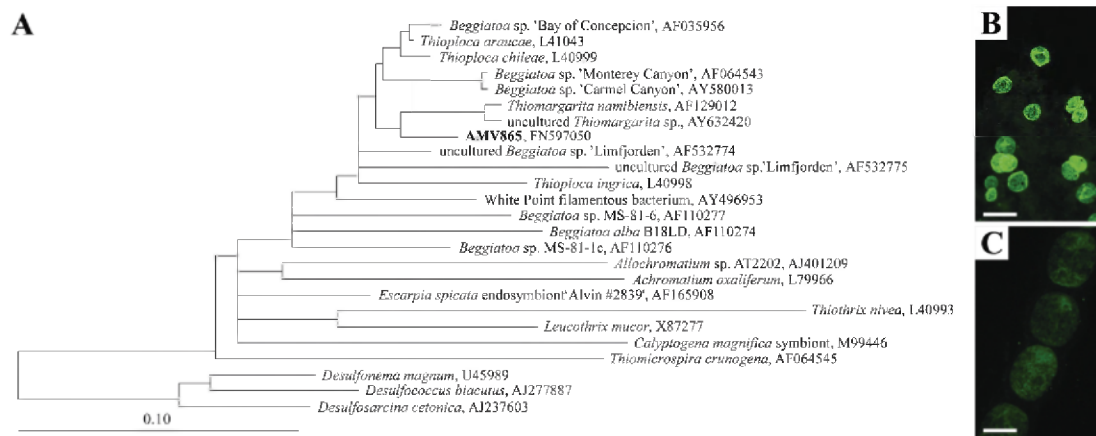 A
Beggiatoa sp. 'Bay of Concepcion', AF035956
Thioploca araucae, L41043
Thioploca chileae, L40999
Beggiatoa sp. 'Monterey Canyon', AF064543
Beggiatoa sp. 'Carmel Canyon', AY580013
Thiomargarita namibiensis, AF129012
uncultured Thiomargarita sp., AY632420
AMV865, FN597050
uncultured Beggiatoa sp. 'Limfjorden', AF532774
uncultured Beggiatoa sp.'Limfjorden', AF532775
Thioploca ingrica, L40998
White Point filamentous bacterium, AY496953
Beggiatoa sp. MS-81-6, AF110277
Beggiatoa alba B18LD, AF110274
Beggiatoa sp. MS-81-1c, AF110276
Allochromatium sp. AT2202, AJ401209
Achromatium oxaliferum, L79966
Escarpia spicata endosymbiont'Alvin #2839', AF165908
Thiothrix nivea, L40993
Leucothrix mucor, X87277
Calyptogena magnifica symbiont, M99446
Thiomicrospira crunogena, AF064545
Desulfonema magnum, U45989
Desulfococcus biacutus, AJ277887
Desulfosarcina cetonica, AJ237603
0.10
B
C